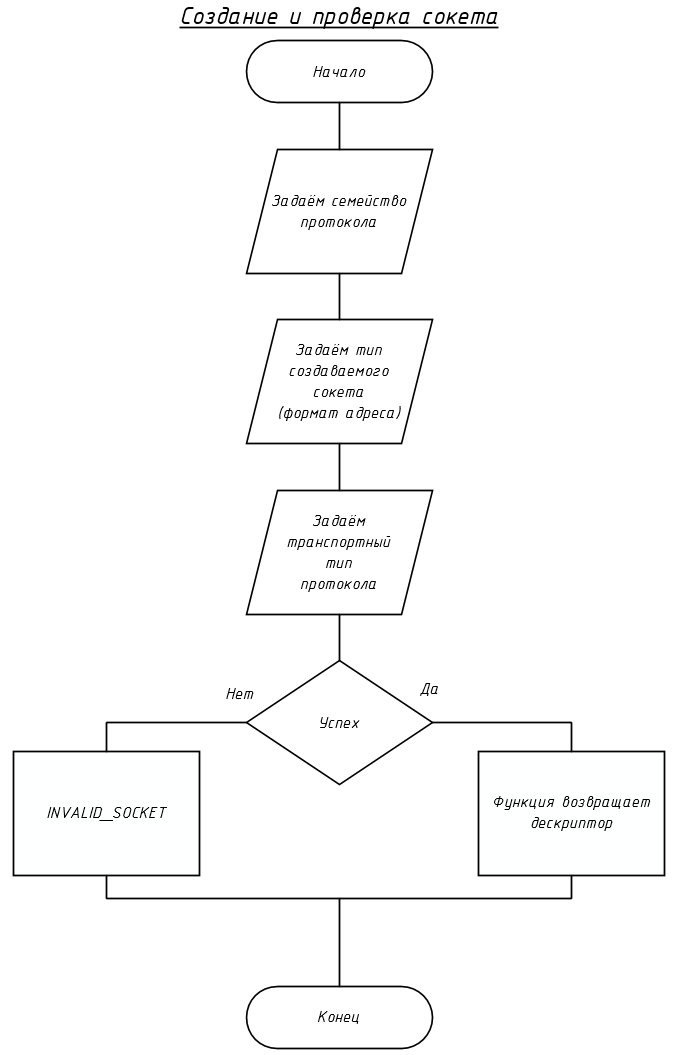 Создание и проверка сокета
Начало
Задаём семейство
протокола
Задаём тип
создаваемого
сокета
(формат адреса)
Задаём
транспортный
тип
протокола
Нет
Да
Успех
INVALID_SOCKET
Функция возвращает
дескриптор
Конец